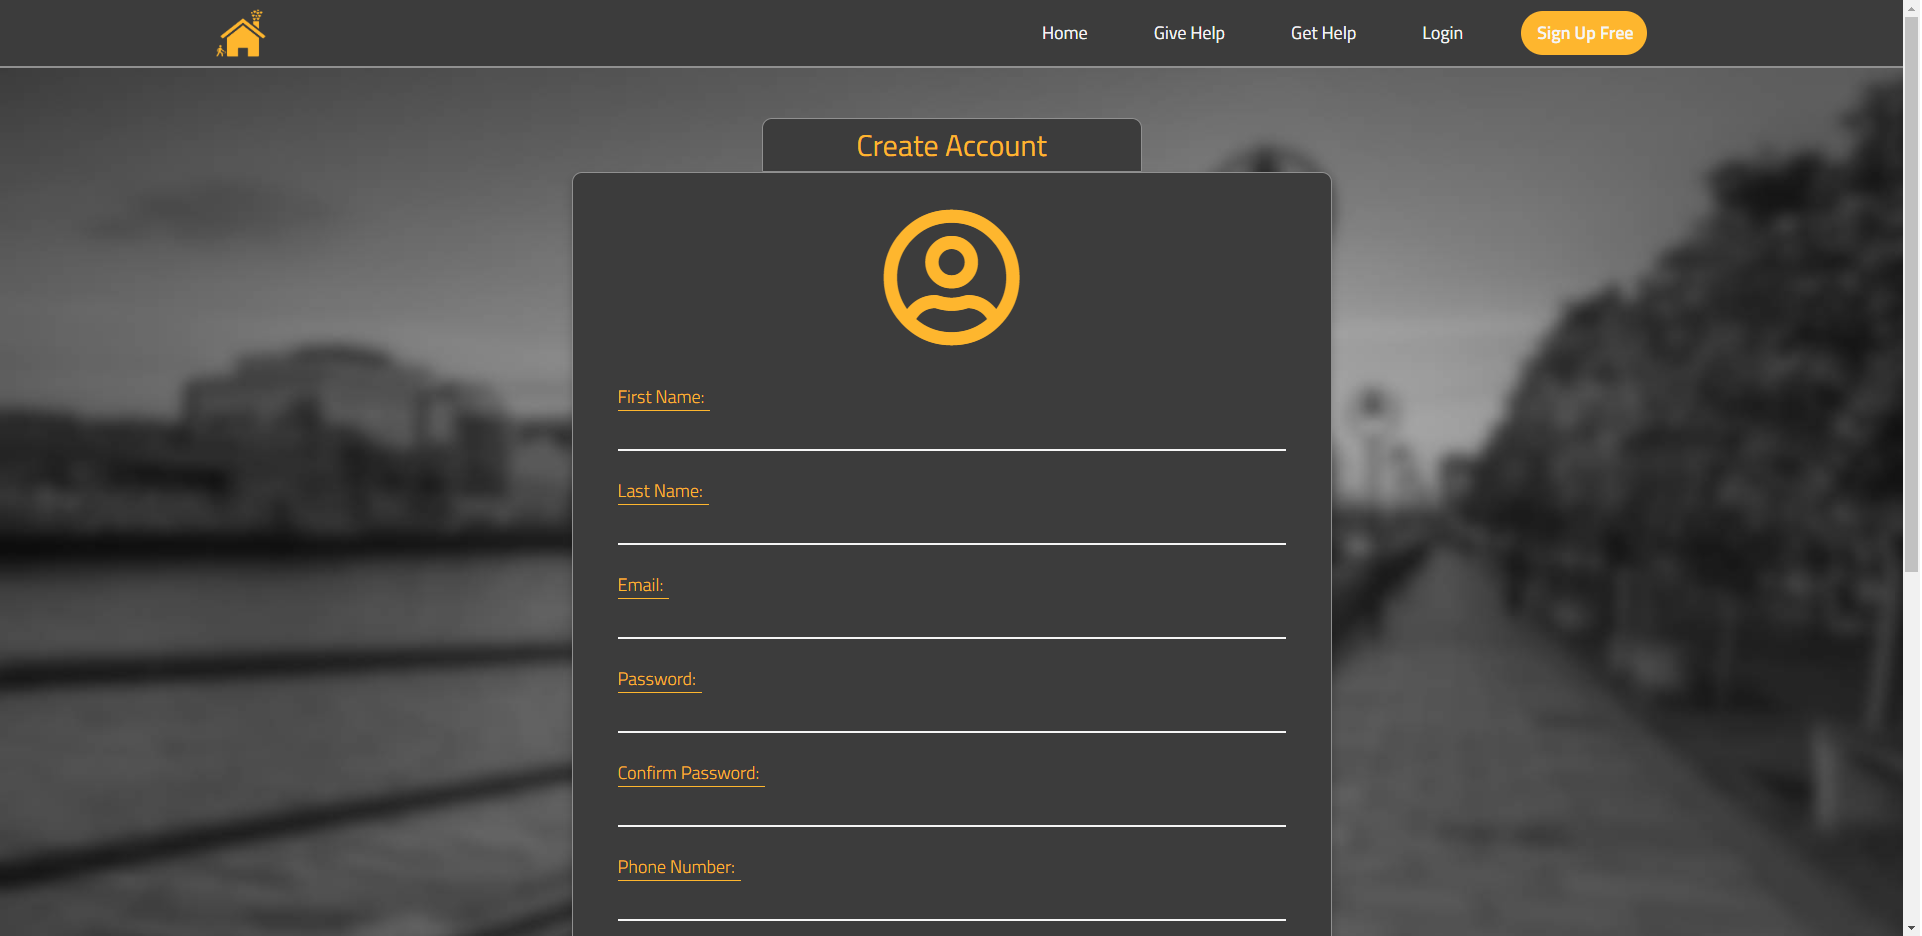 Home Give Help Get Help Login Sign Up Free
Create Account
First Name:
Last Name:
Email:
Password:
Confirm Password:
Phone Number: